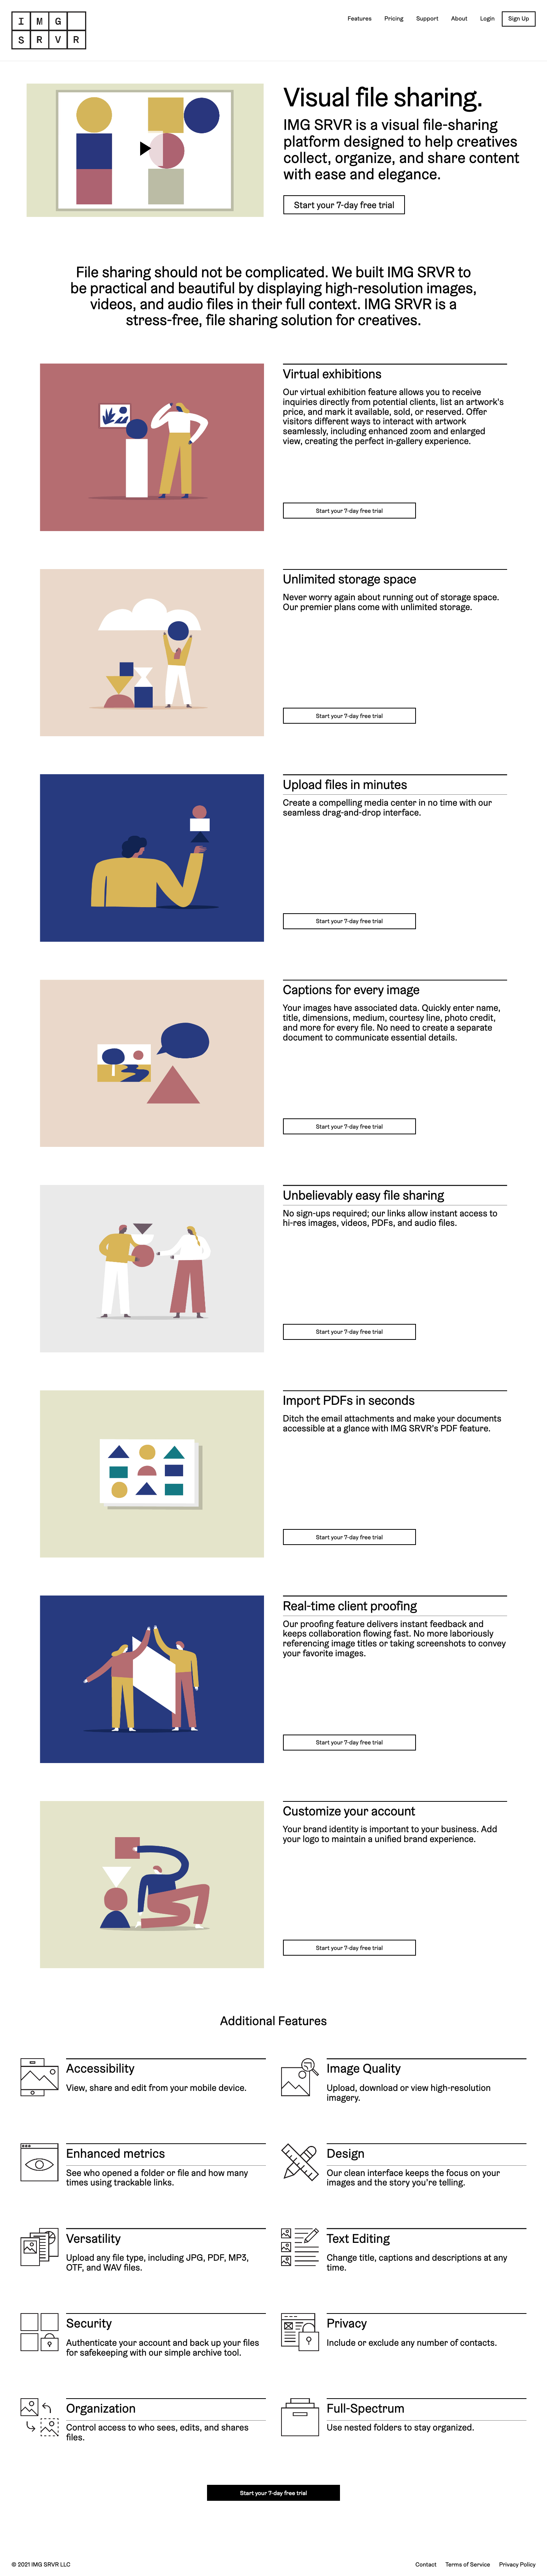 I M G
S R V R
Features Pricing Support About Login Sign Up
Visual file sharing.
IMG SRVR is a visual file-sharing
platform designed to help creatives
collect, organize, and share content
with ease and elegance.
Start your 7-day free trial
File sharing should not be complicated. We built IMG SRVR to
be practical and beautiful by displaying high-resolution images,
videos, and audio files in their full context. IMG SRVR is a
stress-free, file sharing solution for creatives.
Virtual exhibitions
Our virtual exhibition feature allows you to receive
inquiries directly from potential clients, list an artwork's
price, and mark it available, sold, or reserved. Offer
visitors different ways to interact with artwork
seamlessly, including enhanced zoom and enlarged
view, creating the perfect in-gallery experience.
Start your 7-day free trial
Unlimited storage space
Never worry again about running out of storage space.
Our premier plans come with unlimited storage.
Start your 7-day free trial
Upload files in minutes
Create a compelling media center in no time with our
seamless drag-and-drop interface.
Start your 7-day free trial
Captions for every image
Your images have associated data. Quickly enter name,
title, dimensions, medium, courtesy line, photo credit,
and more for every file. No need to create a separate
document to communicate essential details.
Start your 7-day free trial
Unbelievably easy file sharing
No sign-ups required; our links allow instant access to
hi-res images, videos, PDFs, and audio files.
Start your 7-day free trial
Import PDFs in seconds
Ditch the email attachments and make your documents
accessible at a glance with IMG SRVR's PDF feature.
Start your 7-day free trial
Real-time client proofing
Our proofing feature delivers instant feedback and
keeps collaboration flowing fast. No more laboriously
referencing image titles or taking screenshots to convey
your favorite images.
Start your 7-day free trial
Customize your account
Your brand identity is important to your business. Add
your logo to maintain a unified brand experience.
Start your 7-day free trial
Additional Features
Accessibility
View, share and edit from your mobile device.
Image Quality
Upload, download or view high-resolution
imagery.
Enhanced metrics
See who opened a folder or file and how many
times using trackable links.
Design
Our clean interface keeps the focus on your
images and the story you're telling.
Versatility
Upload any file type, including JPG, PDF, MP3,
OTF, and WAV files.
Text Editing
Change title, captions and descriptions at any
time.
Security
Authenticate your account and back up your files
for safekeeping with our simple archive tool.
Privacy
Include or exclude any number of contacts.
Organization
Control access to who sees, edits, and shares
files.
Full-Spectrum
Use nested folders to stay organized.
Start your 7-day free trial
© 2021 IMG SRVR LLC
Contact Terms of Service Privacy Policy